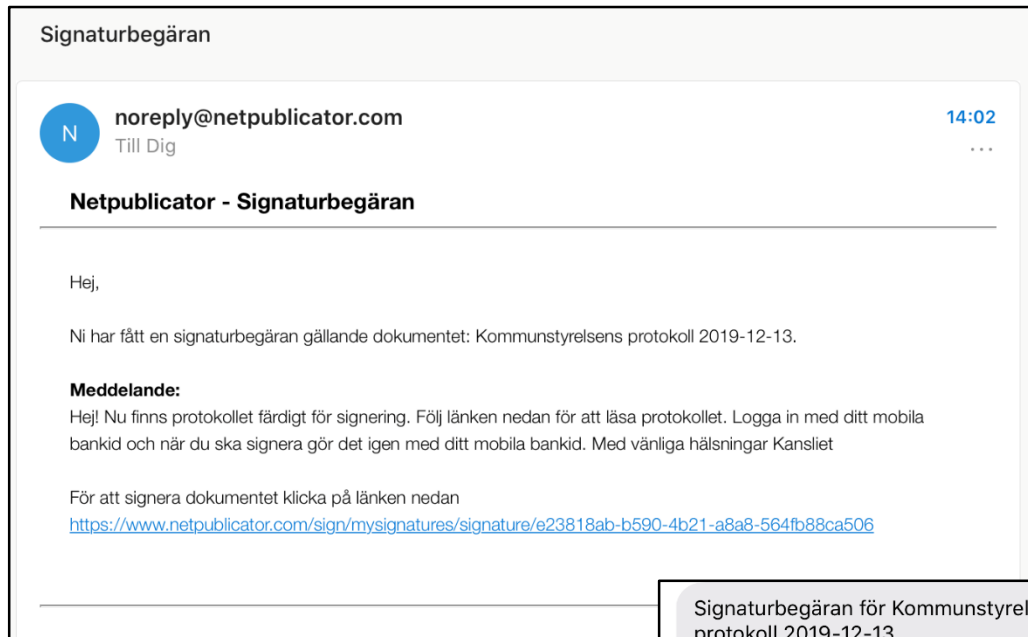 Signaturbegäran
N
noreply@netpublicator.com
14:02
Till Dig
...
Netpublicator - Signaturbegäran
Hej,
Ni har fått en signaturbegäran gällande dokumentet: Kommunstyrelsens protokoll 2019-12-13.
Meddelande:
Hej! Nu finns protokollet färdigt för signering. Följ länken nedan för att läsa protokollet. Logga in med ditt mobila
bankid och när du ska signera gör det igen med ditt mobila bankid. Med vänliga hälsningar Kansliet
För att signera dokumentet klicka på länken nedan
https://www.netpublicator.com/sign/mysignatures/signature/e23818ab-b590-4b21-a8a8-564fb88ca506
Signaturbegäran för Kommunstyrel
protokoll 2019-12-13